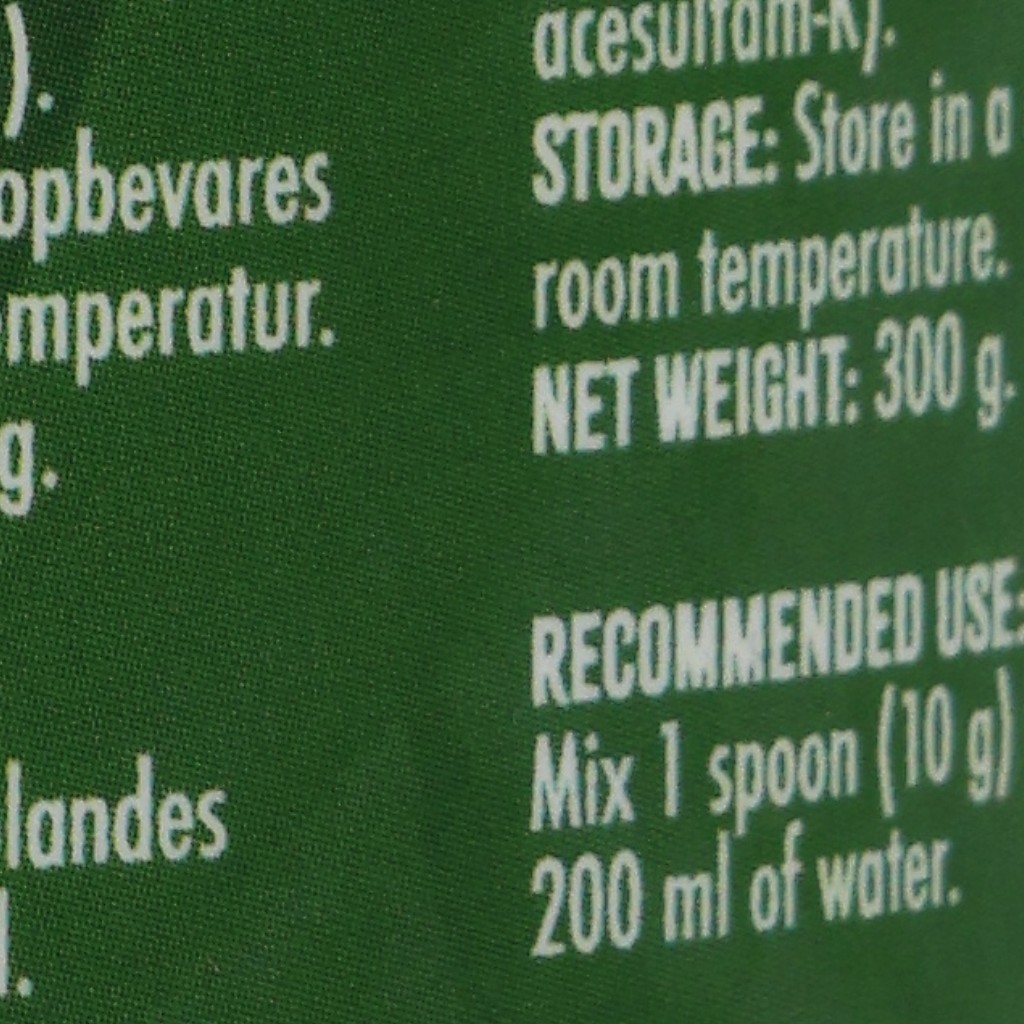 ).
opbevares
emperatur.
g.
landes
l.
acesulfam-K).
STORAGE: Store in a
room temperature.
NET WEIGHT: 300 g.
RECOMMENDED USE:
Mix 1 spoon (10 g)
200 ml of water.